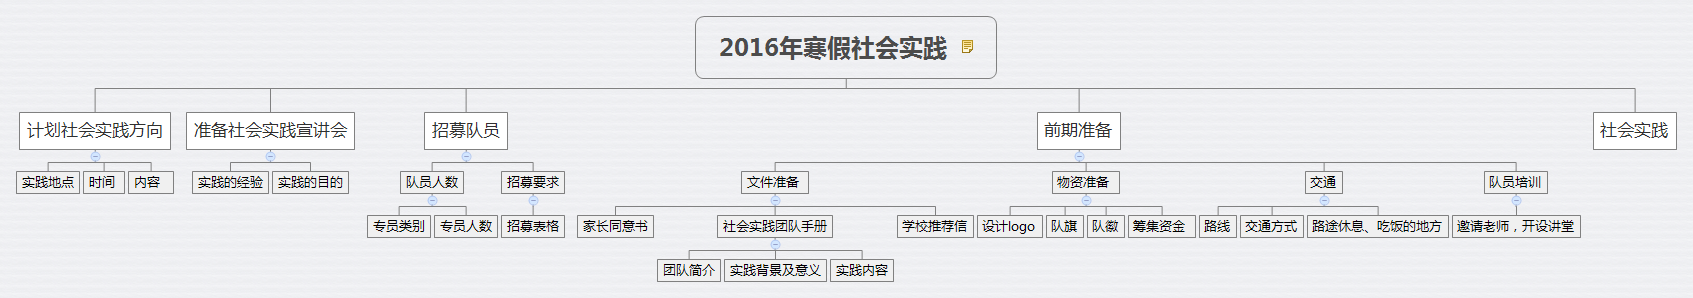 2016年寒假社会实践
计划社会实践方向
准备社会实践宣讲会
招募队员
前期准备
社会实践
实践地点
时间
内容
实践的经验
实践的目的
队员人数
招募要求
文件准备
物资准备
交通
队员培训
专员类别
专员人数
招募表格
家长同意书
社会实践团队手册
学校推荐信
设计logo
队旗
队徽
筹集资金
路线
交通方式
路途休息、吃饭的地方
邀请老师，开设讲堂
团队简介
实践背景及意义
实践内容